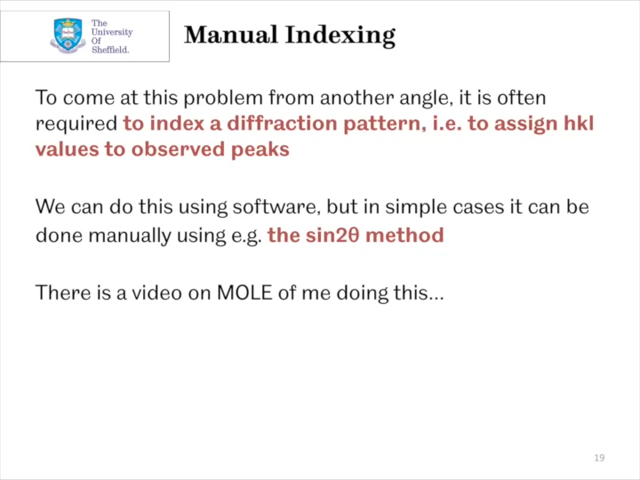 The
University
Of
Sheffield.
Manual Indexing
To come at this problem from another angle, it is often
required to index a diffraction pattern, i.e. to assign hkl
values to observed peaks
We can do this using software, but in simple cases it can be
done manually using e.g. the sin2θ method
There is a video on MOLE of me doing this...
19